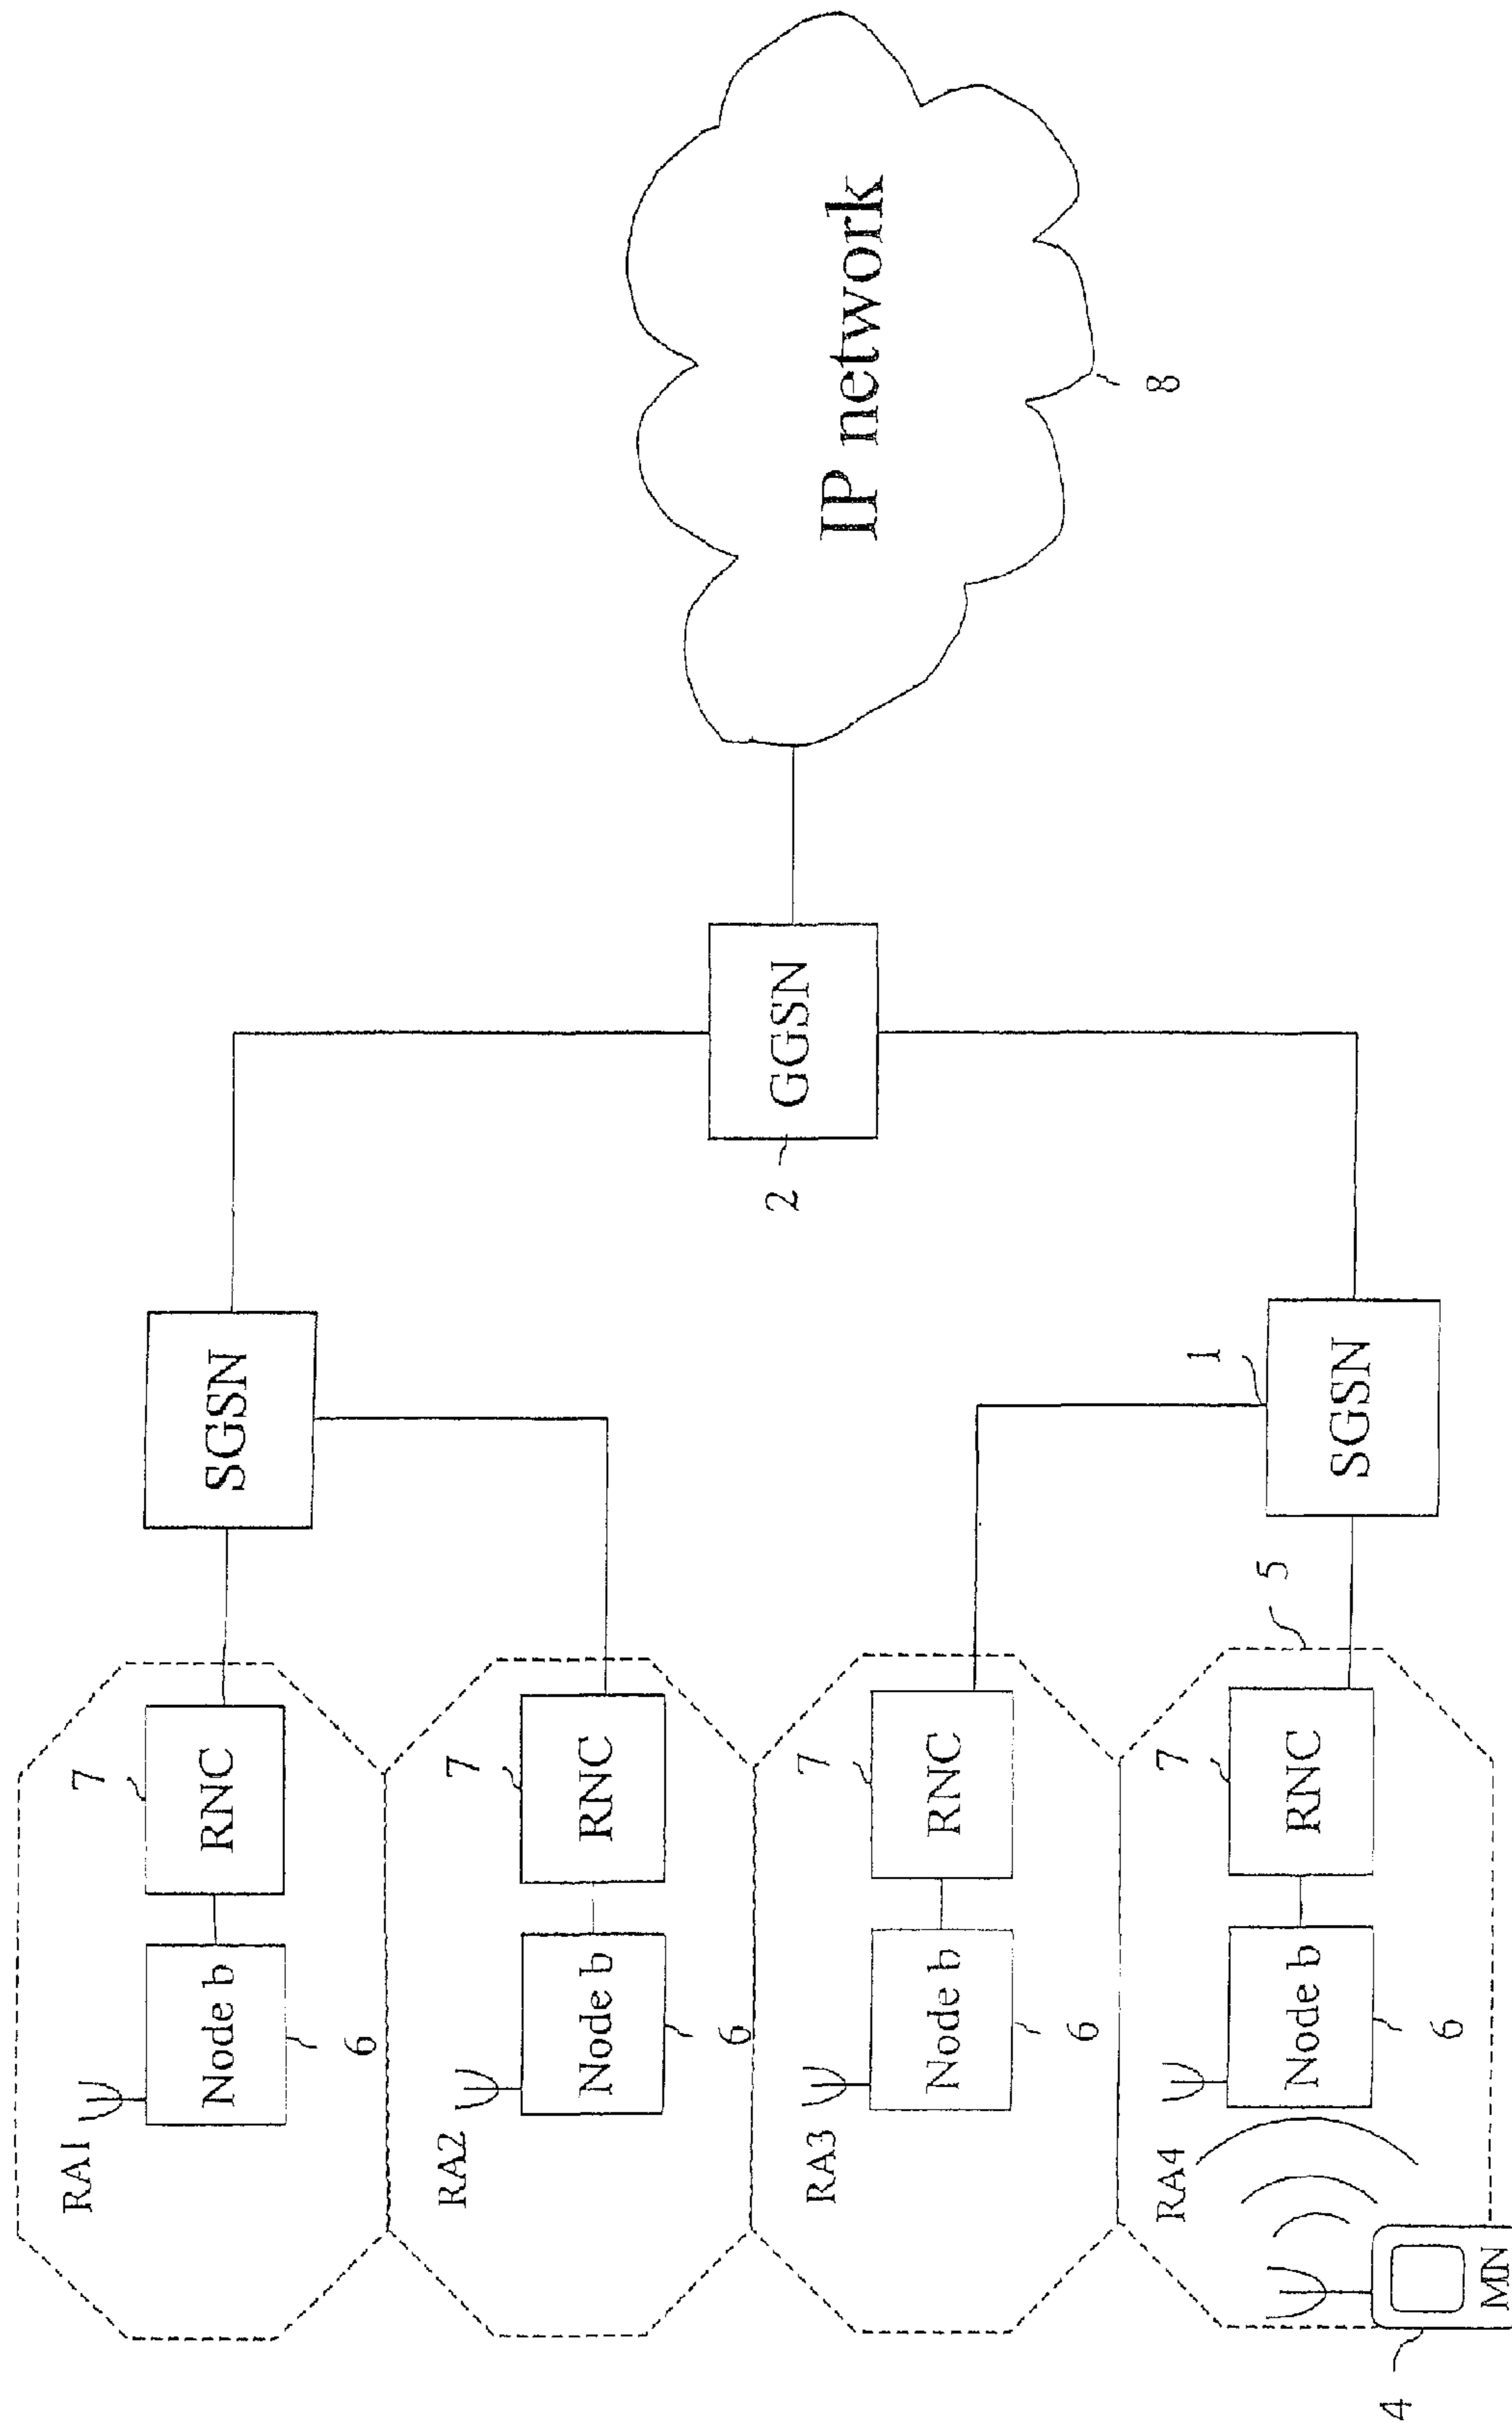 RA1
Node b
6
RNC
7
SGSN
RA2
Node b
6
RNC
7
GGSN
2
IP network
8
RA3
Node b
6
RNC
7
SGSN
1
RA4
Node b
6
RNC
7
5
MN
4